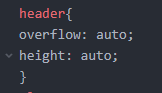 header{
overflow: auto;
height: auto;
}